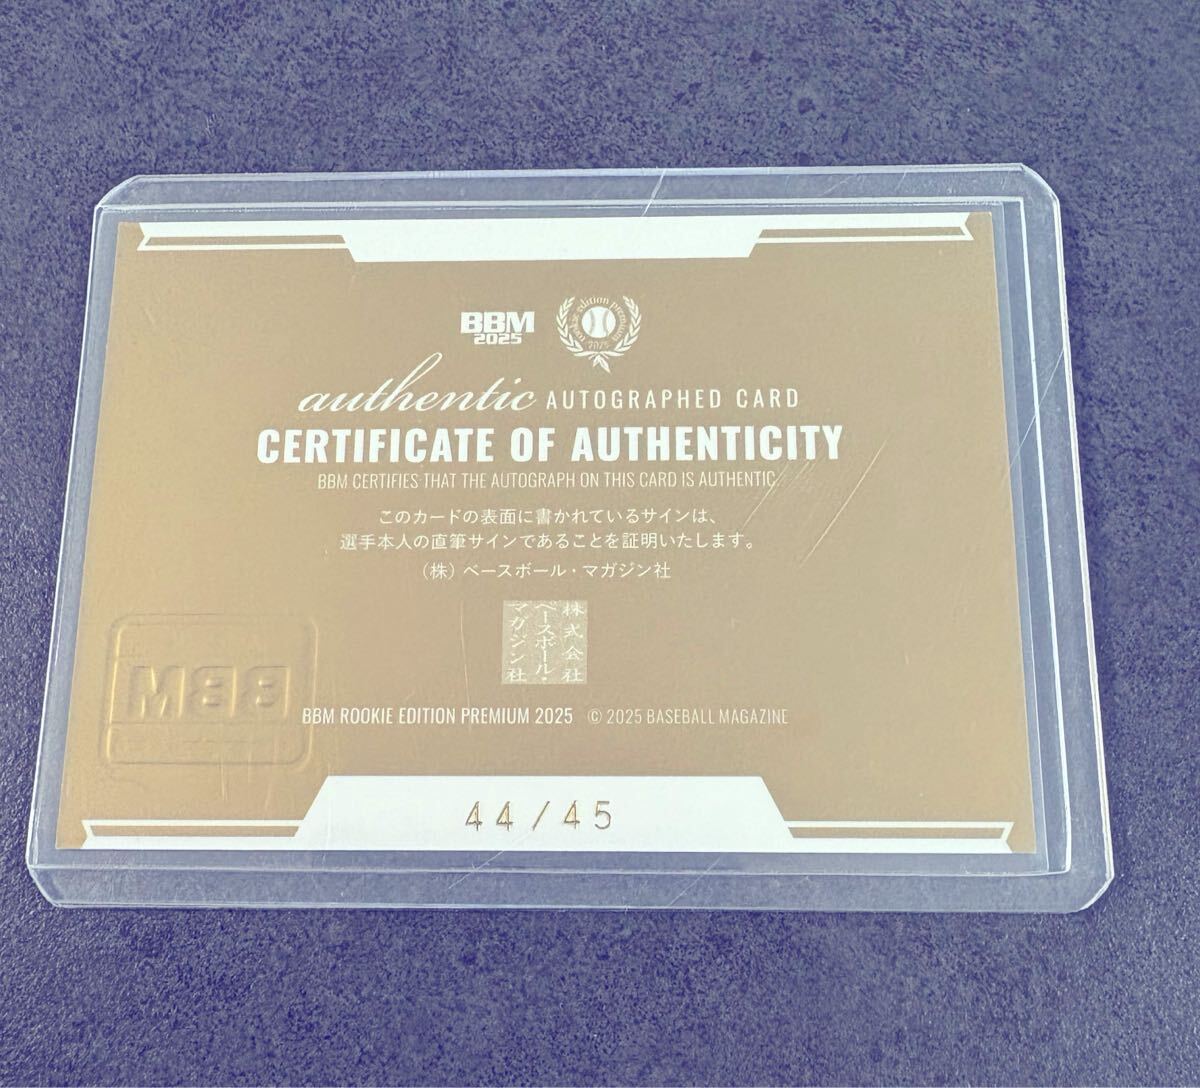 BBM
2025
rookie edition premium
2025
authentic AUTOGRAPHED CARD
CERTIFICATE OF AUTHENTICITY
BBM CERTIFIES THAT THE AUTOGRAPH ON THIS CARD IS AUTHENTIC.
このカードの表面に書かれているサインは、
選手本人の直筆サインであることを証明いたします。
(株)ベースボール・マガジン社
株式会社
ベースボール・
マガジン社
BBM
BBM ROOKIE EDITION PREMIUM 2025 © 2025 BASEBALL MAGAZINE
44/45